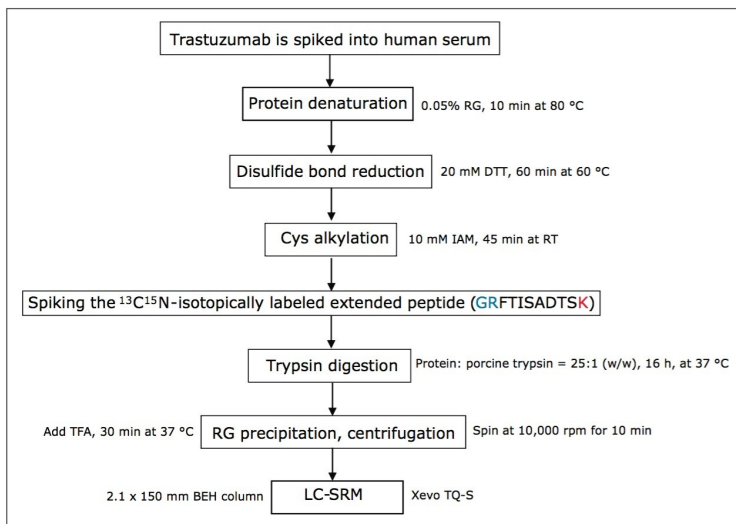 Trastuzumab is spiked into human serum
Protein denaturation
0.05% RG, 10 min at 80 °C
Disulfide bond reduction
20 mM DTT, 60 min at 60 °C
Cys alkylation
10 mM IAM, 45 min at RT
Spiking the ¹³C¹⁵N-isotopically labeled extended peptide (GRFTISADTSK)
Trypsin digestion
Protein: porcine trypsin = 25:1 (w/w), 16 h, at 37 °C
Add TFA, 30 min at 37 °C
RG precipitation, centrifugation
Spin at 10,000 rpm for 10 min
2.1 x 150 mm BEH column
LC-SRM
Xevo TQ-S